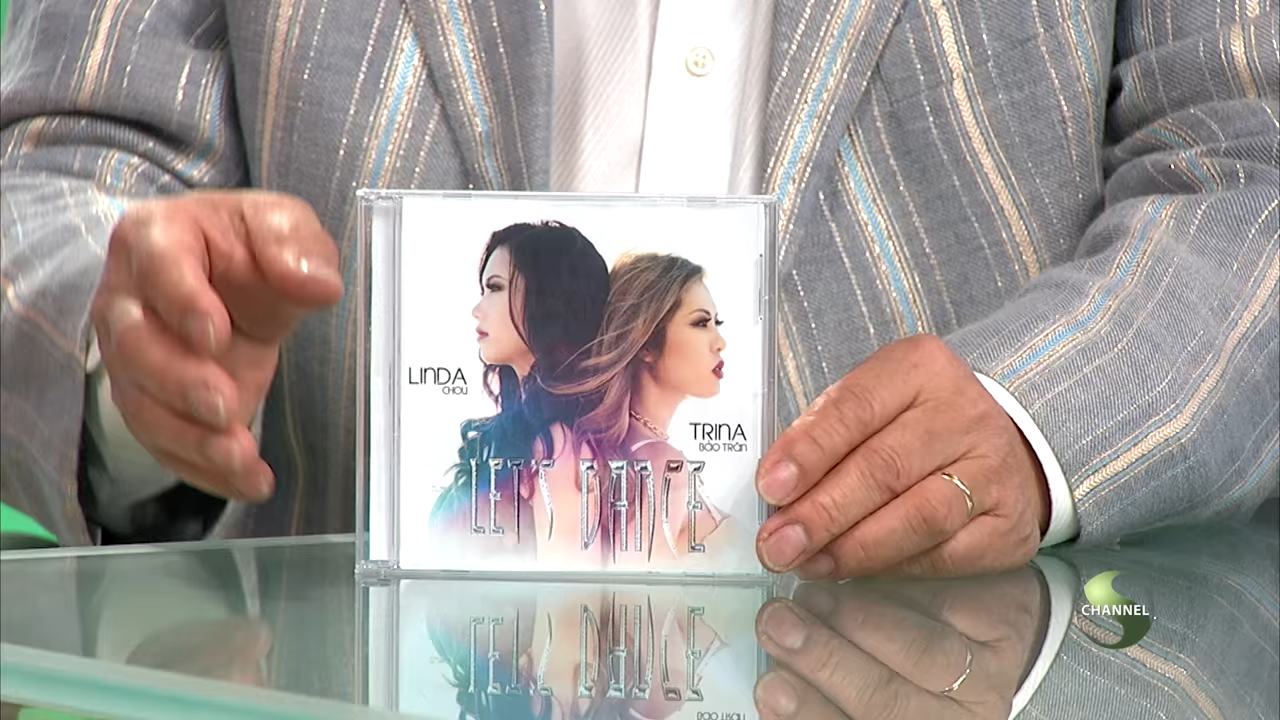 LINDA
CHOU
TRINA
BẢO TRÂN
LET'S DANCE
CHANNEL